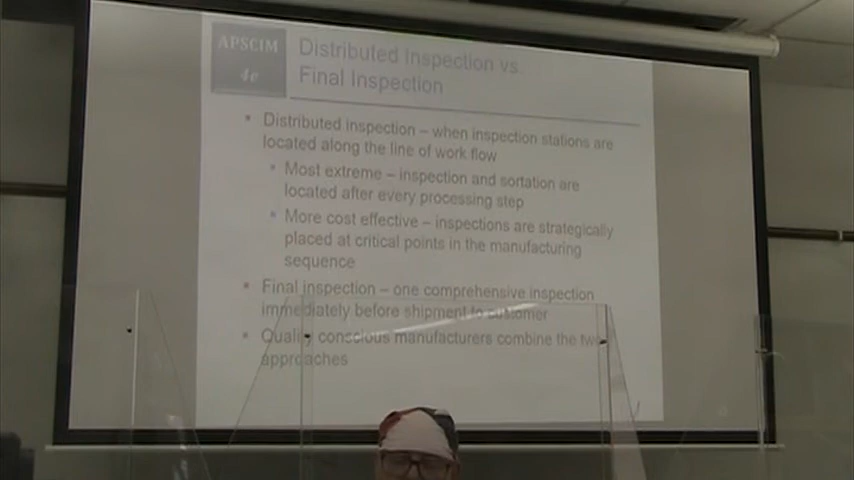 APSCIM
4e
Distributed Inspection vs.
Final Inspection
▪ Distributed inspection – when inspection stations are
located along the line of work flow
▪ Most extreme – inspection and sortation are
located after every processing step
▪ More cost effective – inspections are strategically
placed at critical points in the manufacturing
sequence
▪ Final inspection – one comprehensive inspection
immediately before shipment to customer
▪ Quality conscious manufacturers combine the two
approaches